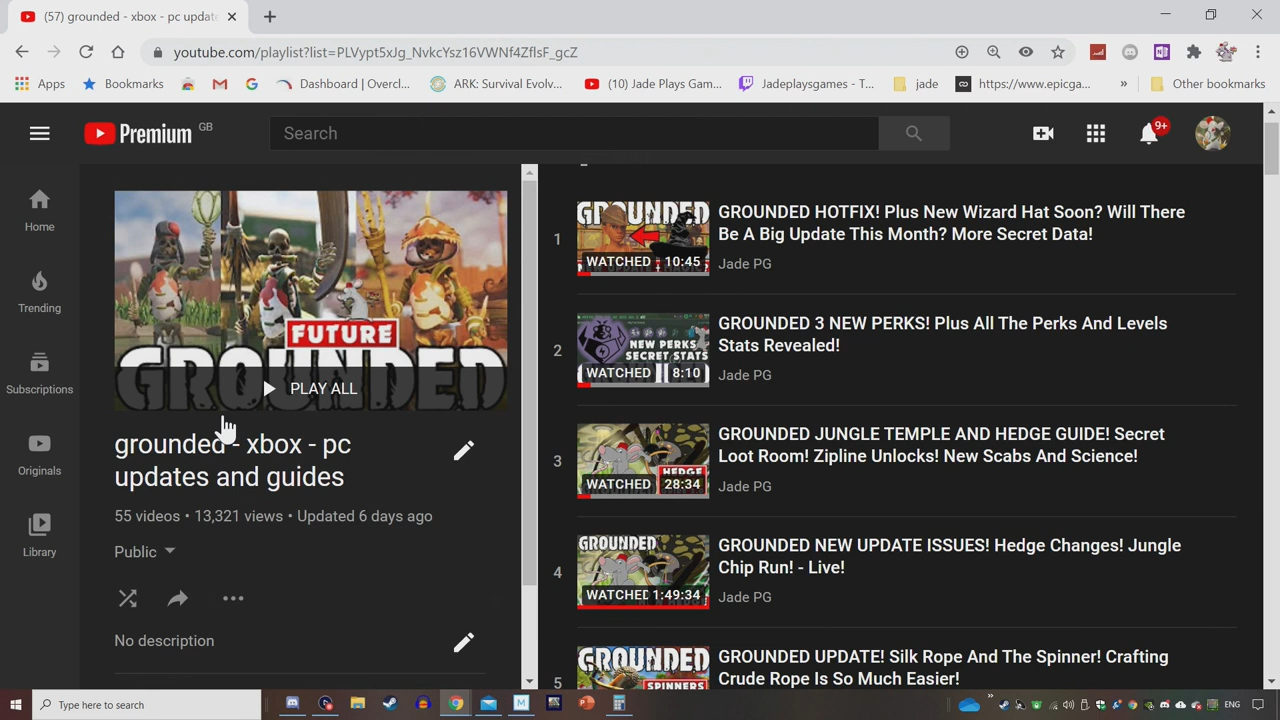 (57) grounded - xbox - pc updat
youtube.com/playlist?list=PLVypt5xJg_NvkcYsz16VWNf4ZflsF_gcZ
Apps
Bookmarks
Dashboard | Overcl...
ARK: Survival Evolv...
(10) Jade Plays Gam...
Jadeplaysgames - T...
jade
https://www.epicga...
»
Other bookmarks
Premium GB
Search
9+
Home
Trending
Subscriptions
Originals
Library
FUTURE
GROUNDED
PLAY ALL
grounded - xbox - pc
updates and guides
55 videos • 13,321 views • Updated 6 days ago
Public
No description
1
GROUNDED
WATCHED 10:45
GROUNDED HOTFIX! Plus New Wizard Hat Soon? Will There
Be A Big Update This Month? More Secret Data!
Jade PG
2
NEW PERKS
SECRET STATS
WATCHED 8:10
GROUNDED 3 NEW PERKS! Plus All The Perks And Levels
Stats Revealed!
Jade PG
3
HEDGE
WATCHED 28:34
GROUNDED JUNGLE TEMPLE AND HEDGE GUIDE! Secret
Loot Room! Zipline Unlocks! New Scabs And Science!
Jade PG
4
GROUNDED
WATCHED 1:49:34
GROUNDED NEW UPDATE ISSUES! Hedge Changes! Jungle
Chip Run! - Live!
Jade PG
5
GROUNDED
SPINNERS
GROUNDED UPDATE! Silk Rope And The Spinner! Crafting
Crude Rope Is So Much Easier!
Type here to search
ENG